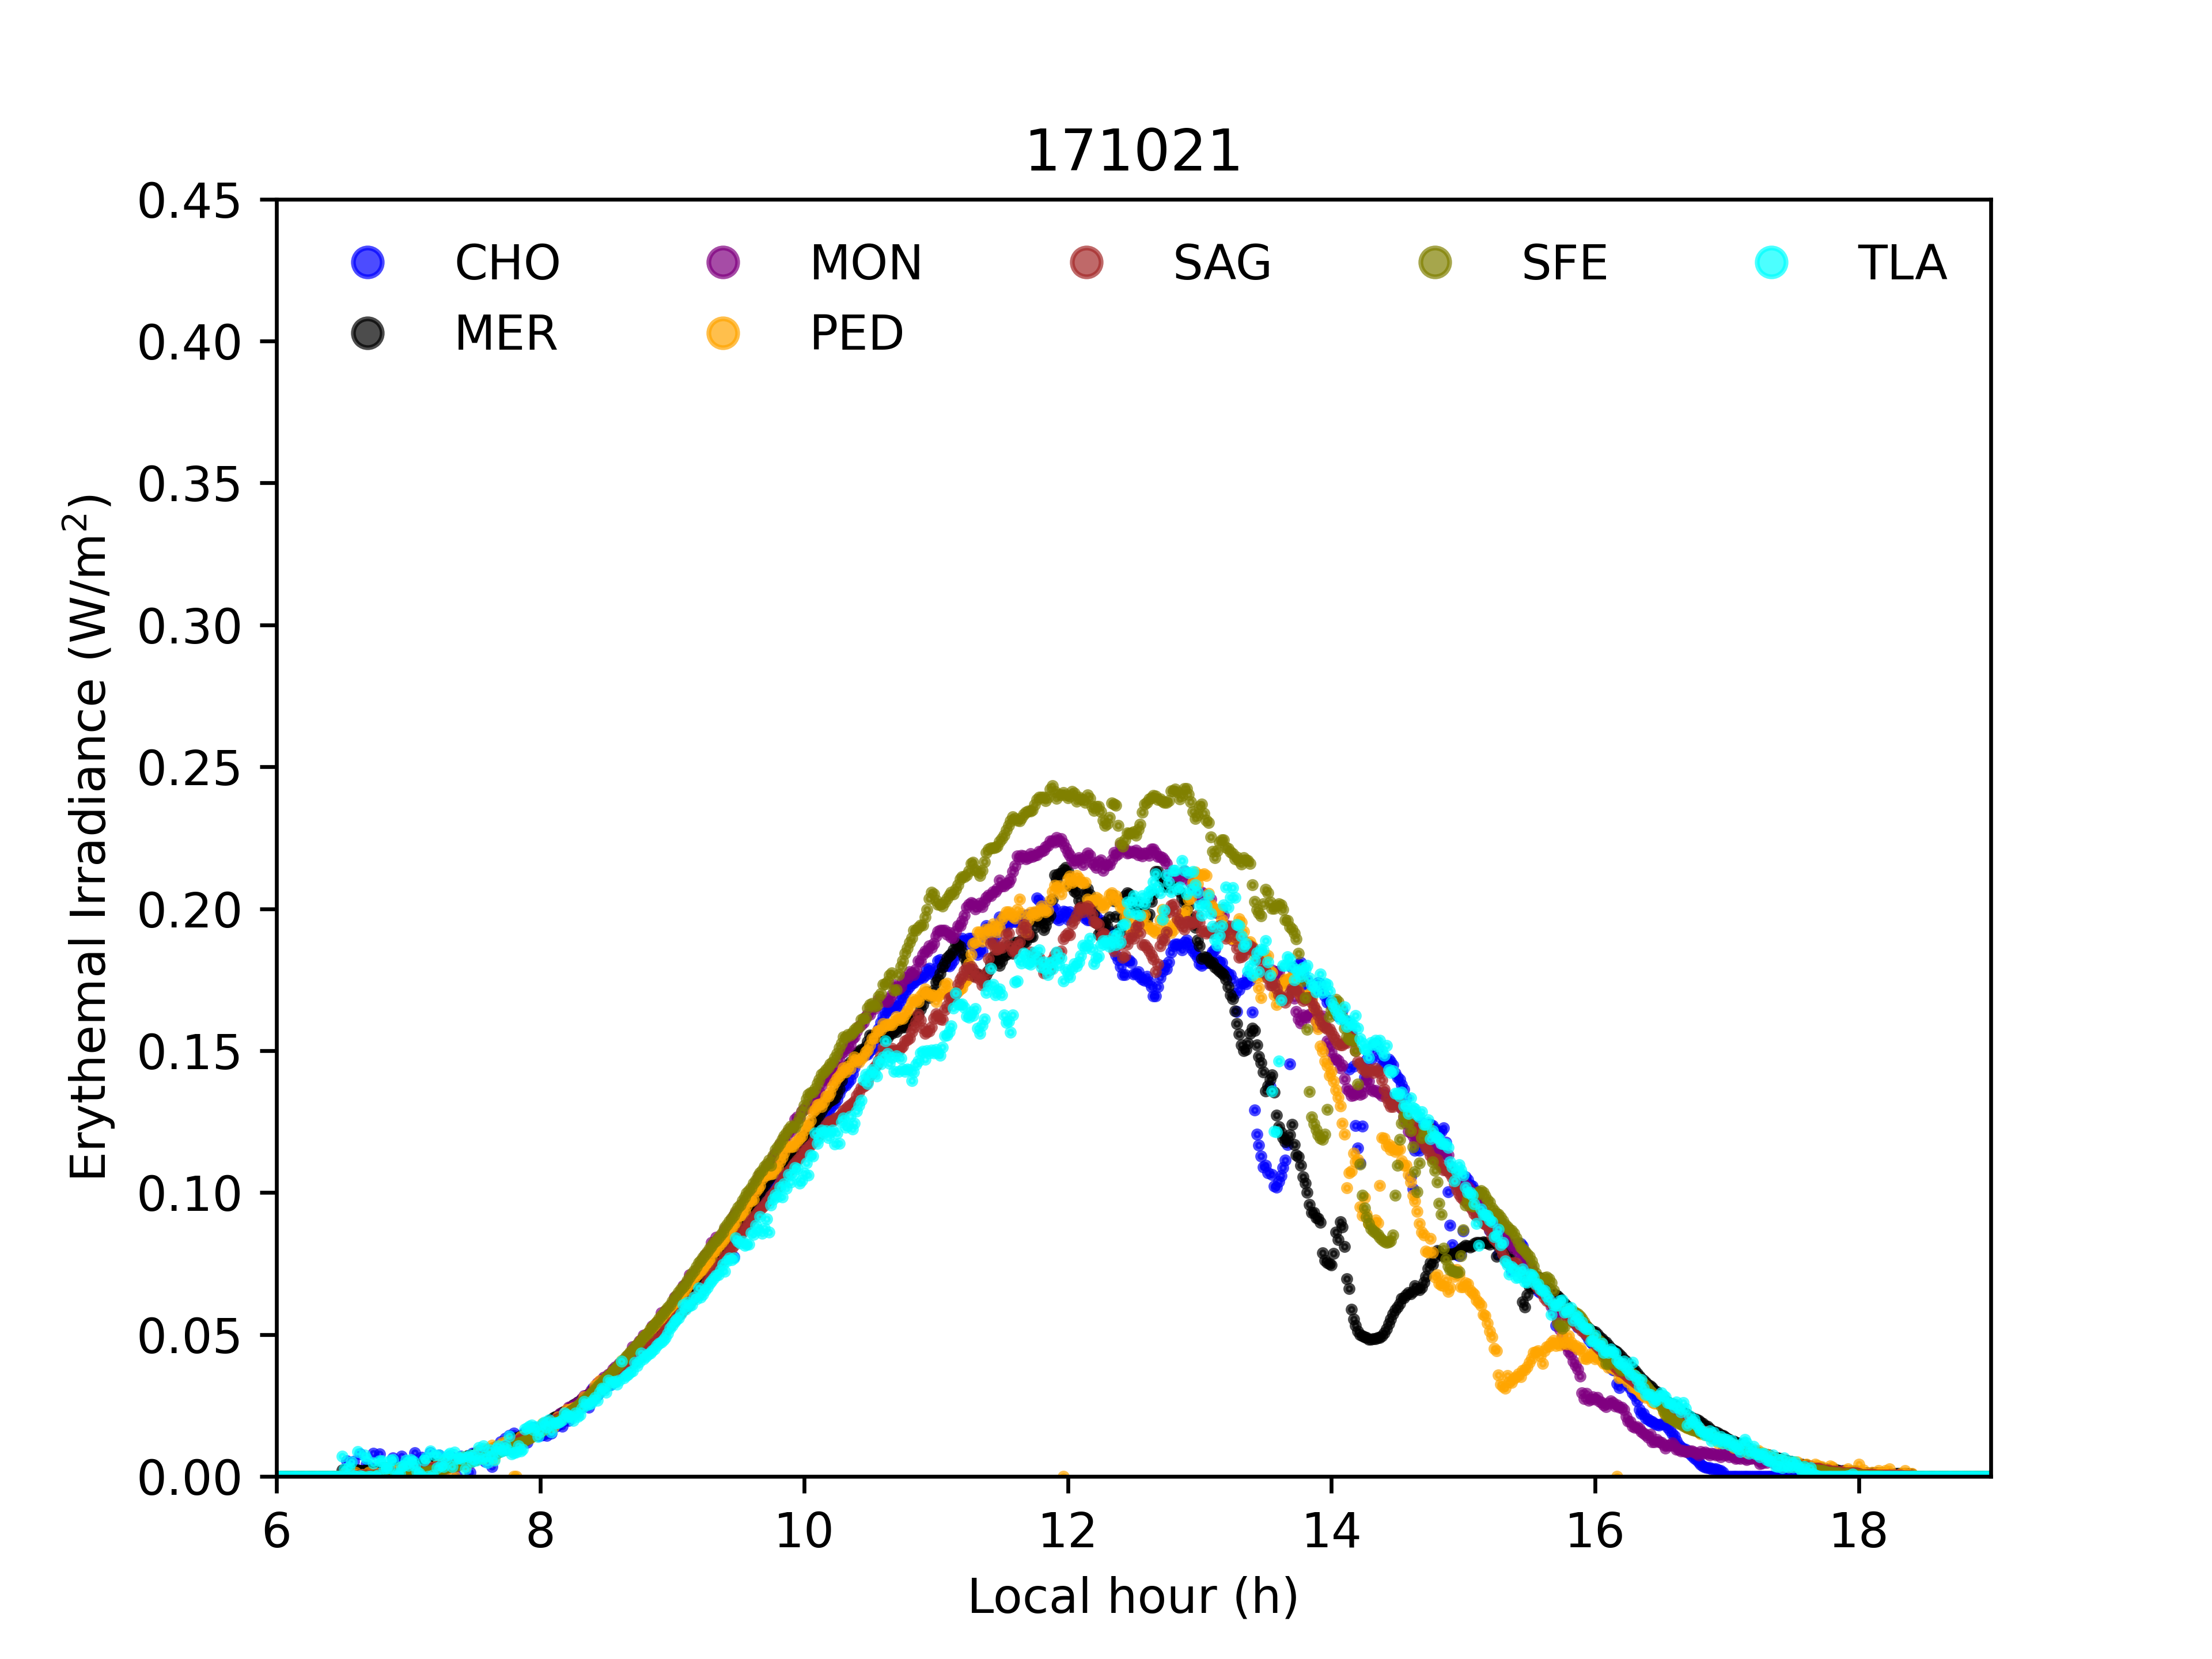 171021
0.45
0.40
0.35
0.30
0.25
0.20
0.15
0.10
0.05
0.00
Erythemal Irradiance (W/m²)
CHO MON SAG SFE TLA
MER PED
6 8 10 12 14 16 18
Local hour (h)